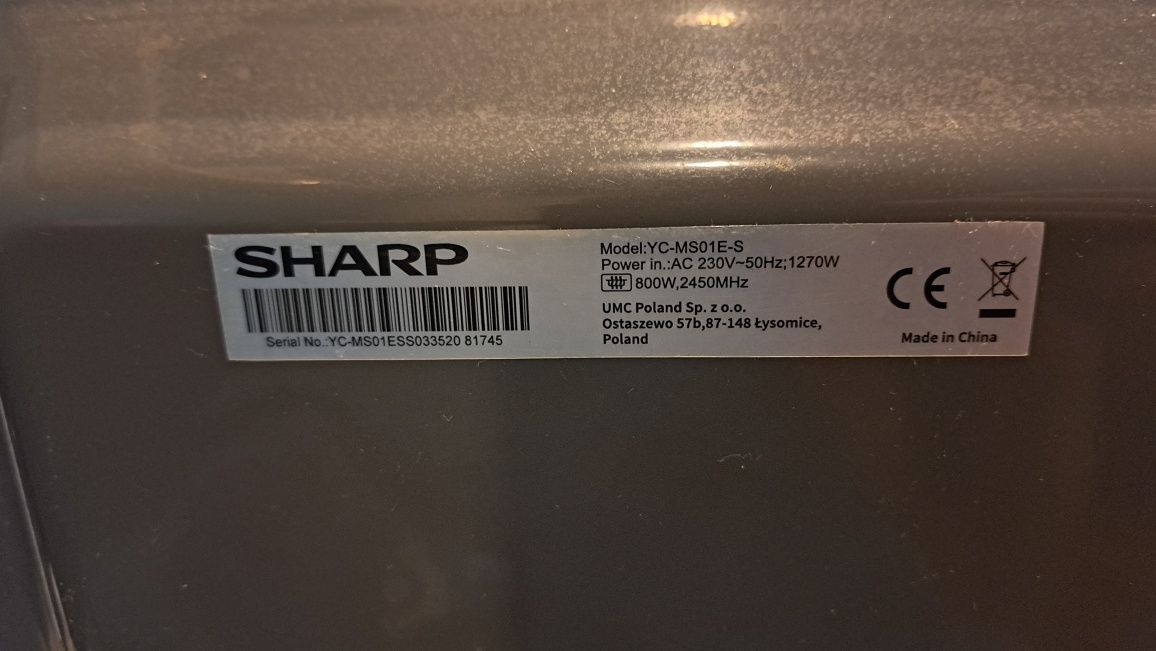 SHARP
Serial No.:YC-MS01ESS033520 81745
Model:YC-MS01E-S
Power in.:AC 230V~50Hz;1270W
800W,2450MHz
UMC Poland Sp. z o.o.
Ostaszewo 57b,87-148 Łysomice,
Poland
CE
Made in China